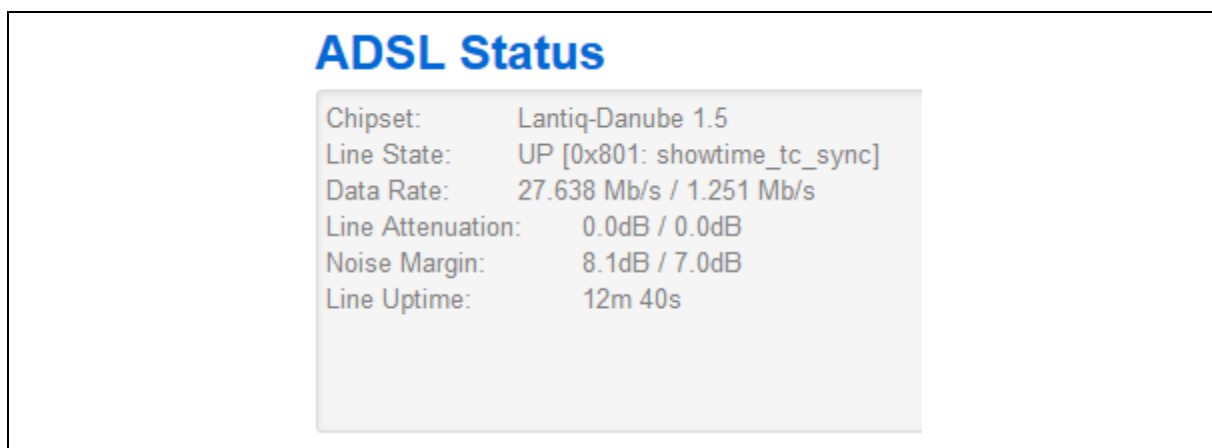 ADSL Status
Chipset: Lantiq-Danube 1.5
Line State: UP [0x801: showtime_tc_sync]
Data Rate: 27.638 Mb/s / 1.251 Mb/s
Line Attenuation: 0.0dB / 0.0dB
Noise Margin: 8.1dB / 7.0dB
Line Uptime: 12m 40s